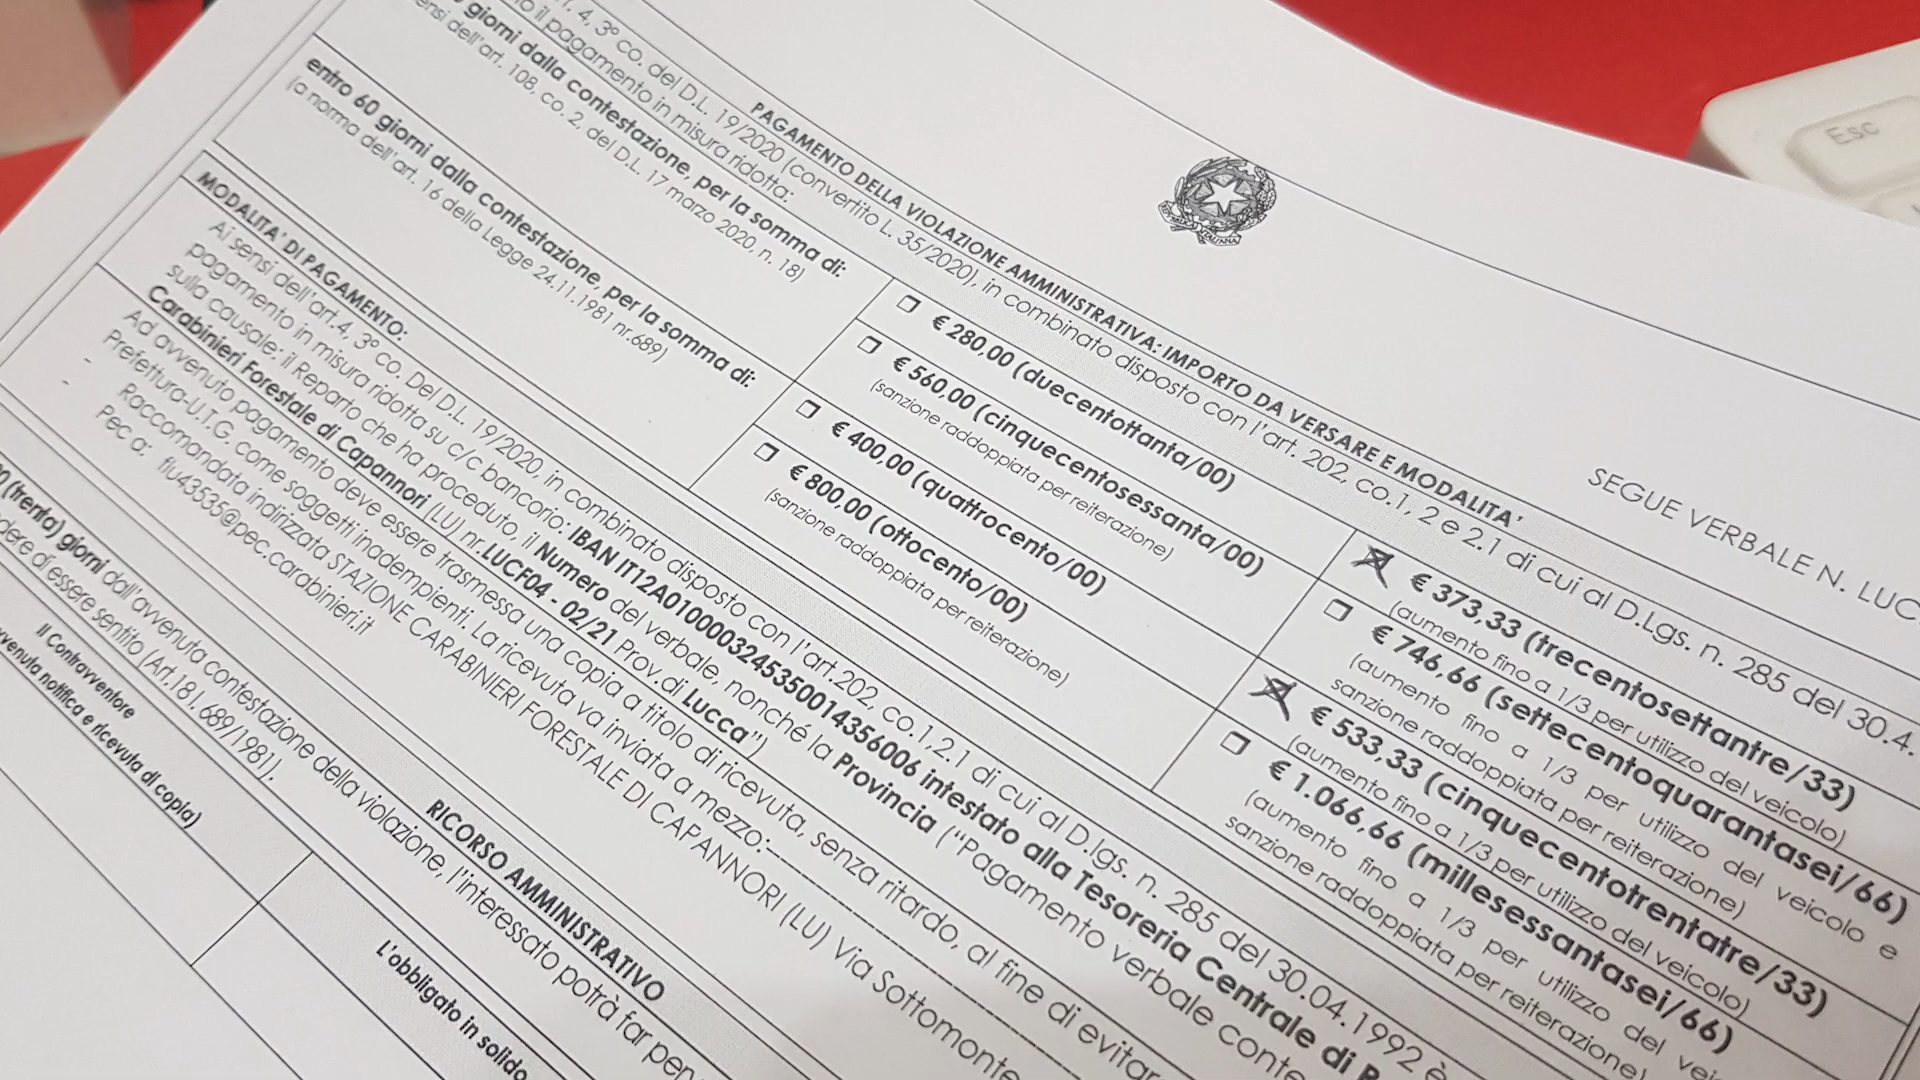 Esc
REPVBBLICA ITALIANA
SEGUE VERBALE N. LUC
PAGAMENTO DELLA VIOLAZIONE AMMINISTRATIVA: IMPORTO DA VERSARE E MODALITA'
4, 3° co. del D.L. 19/2020 (convertito L. 35/2020), in combinato disposto con l'art. 202, co.1, 2 e 2.1 di cui al D.Lgs. n. 285 del 30.4.
il pagamento in misura ridotta:
giorni dalla contestazione, per la somma di:
dell'art. 108, co. 2, del D.L. 17 marzo 2020, n. 18)
€ 280,00 (duecentottanta/00)
€ 560,00 (cinquecentosessanta/00)
(sanzione raddoppiata per reiterazione)
€ 373,33 (trecentosettantre/33)
(aumento fino a 1/3 per utilizzo del veicolo)
€ 746,66 (settecentoquarantasei/66)
(aumento fino a 1/3 per utilizzo del veicolo e
sanzione raddoppiata per reiterazione)
entro 60 giorni dalla contestazione, per la somma di:
(a norma dell'art. 16 della Legge 24.11.1981 nr.689)
€ 400,00 (quattrocento/00)
€ 800,00 (ottocento/00)
(sanzione raddoppiata per reiterazione)
€ 533,33 (cinquecentotrentatre/33)
(aumento fino a 1/3 per utilizzo del veicolo)
€ 1.066,66 (millesessantasei/66)
(aumento fino a 1/3 per utilizzo del
sanzione raddoppiata per reiterazione)
MODALITA' DI PAGAMENTO:
Ai sensi dell'art.4, 3° co. Del D.L. 19/2020, in combinato disposto con l'art.202, co.1,2.1 di cui al D.lgs. n. 285 del 30.04.1992 è
pagamento in misura ridotta su c/c bancorio: IBAN IT12A0100003245350014356006 intestato alla Tesoreria Centrale di
sulla causale: il Reparto che ha proceduto, il Numero del verbale, nonché la Provincia ("Pagamento verbale
Carabinieri Forestale di Capannori (LU) nr.LUCF04 - 02/21 Prov.di Lucca")
Ad avvenuto pagamento deve essere trasmessa una copia a titolo di ricevuta, senza ritardo, al fine di evitar
Prefettura-U.T.G. come soggetti inadempienti. La ricevuta va inviata a mezzo:
- Raccomandata indirizzata STAZIONE CARABINIERI FORESTALE DI CAPANNORI (LU) Via Sottomonte
- Pec a: flu43535@pec.carabinieri.it
RICORSO AMMINISTRATIVO
(trenta) giorni dall'avvenuta contestazione della violazione, l'interessato potrà far
di essere sentito (Art.181, 689/1981).
Il Contravventore
notifica e ricevuta di copia)
L'obbligato in solido